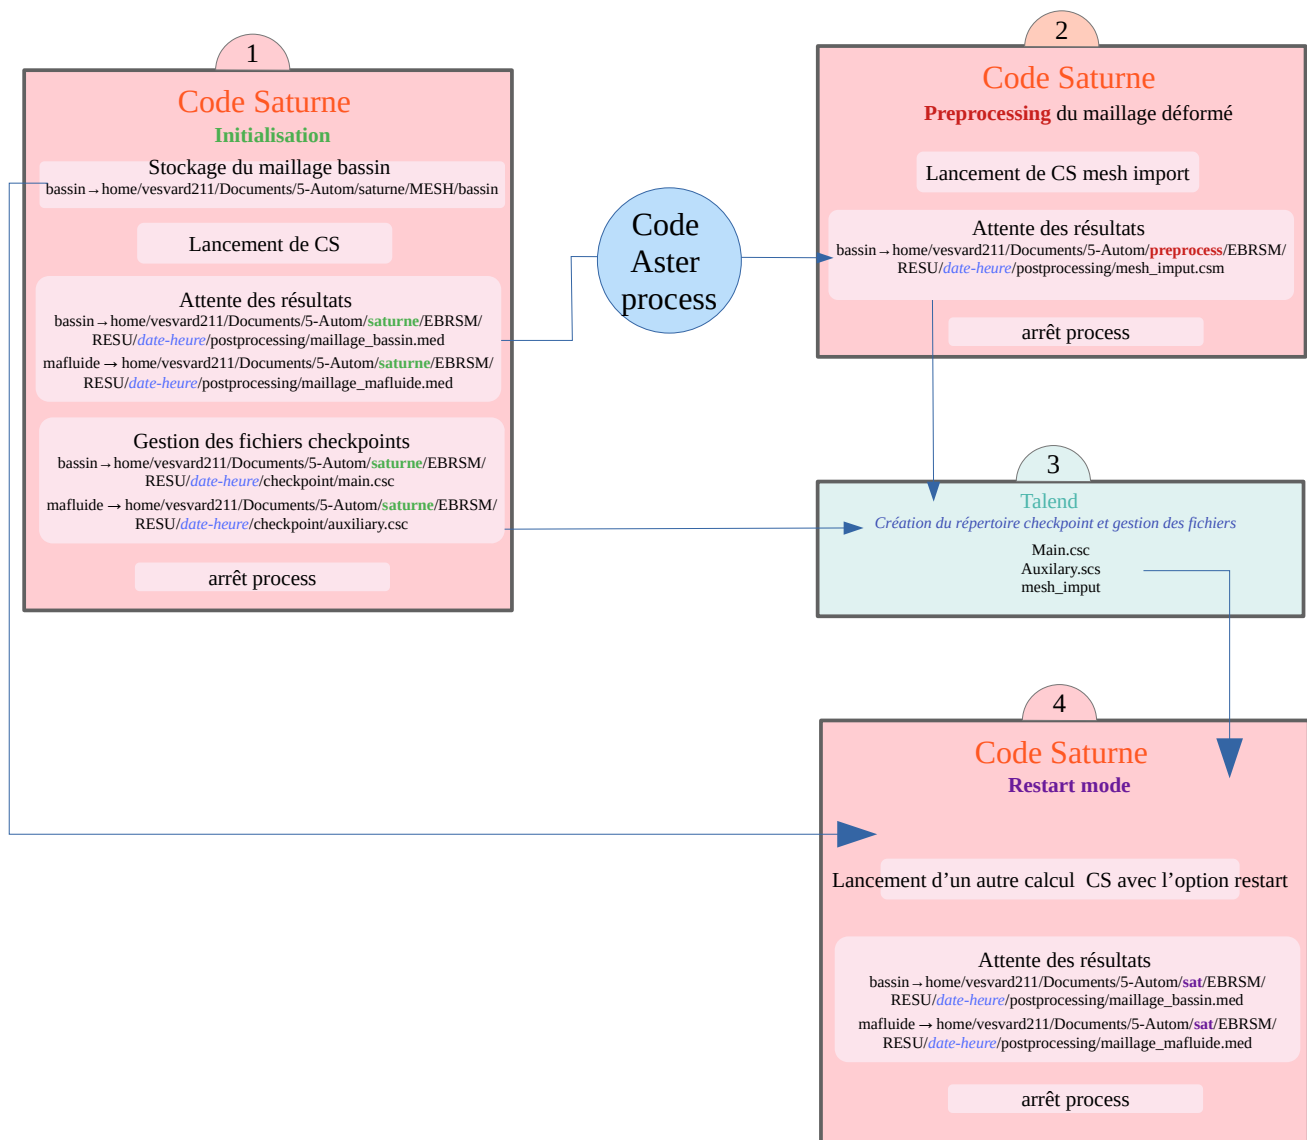 1
Code Saturne
Initialisation
Stockage du maillage bassin
bassin→home/vesvard211/Documents/5-Autom/saturne/MESH/bassin
Lancement de CS
Attente des résultats
bassin→home/vesvard211/Documents/5-Autom/saturne/EBRSM/
RESU/date-heure/postprocessing/maillage_bassin.med
mafluide → home/vesvard211/Documents/5-Autom/saturne/EBRSM/
RESU/date-heure/postprocessing/maillage_mafluide.med
Gestion des fichiers checkpoints
bassin→home/vesvard211/Documents/5-Autom/saturne/EBRSM/
RESU/date-heure/checkpoint/main.csc
mafluide → home/vesvard211/Documents/5-Autom/saturne/EBRSM/
RESU/date-heure/checkpoint/auxiliary.csc
arrêt process
Code
Aster
process
2
Code Saturne
Preprocessing du maillage déformé
Lancement de CS mesh import
Attente des résultats
bassin→home/vesvard211/Documents/5-Autom/preprocess/EBRSM/
RESU/date-heure/postprocessing/mesh_imput.csm
arrêt process
3
Talend
Création du répertoire checkpoint et gestion des fichiers
Main.csc
Auxilary.scs
mesh_imput
4
Code Saturne
Restart mode
Lancement d’un autre calcul  CS avec l’option restart
Attente des résultats
bassin→home/vesvard211/Documents/5-Autom/sat/EBRSM/
RESU/date-heure/postprocessing/maillage_bassin.med
mafluide → home/vesvard211/Documents/5-Autom/sat/EBRSM/
RESU/date-heure/postprocessing/maillage_mafluide.med
arrêt process